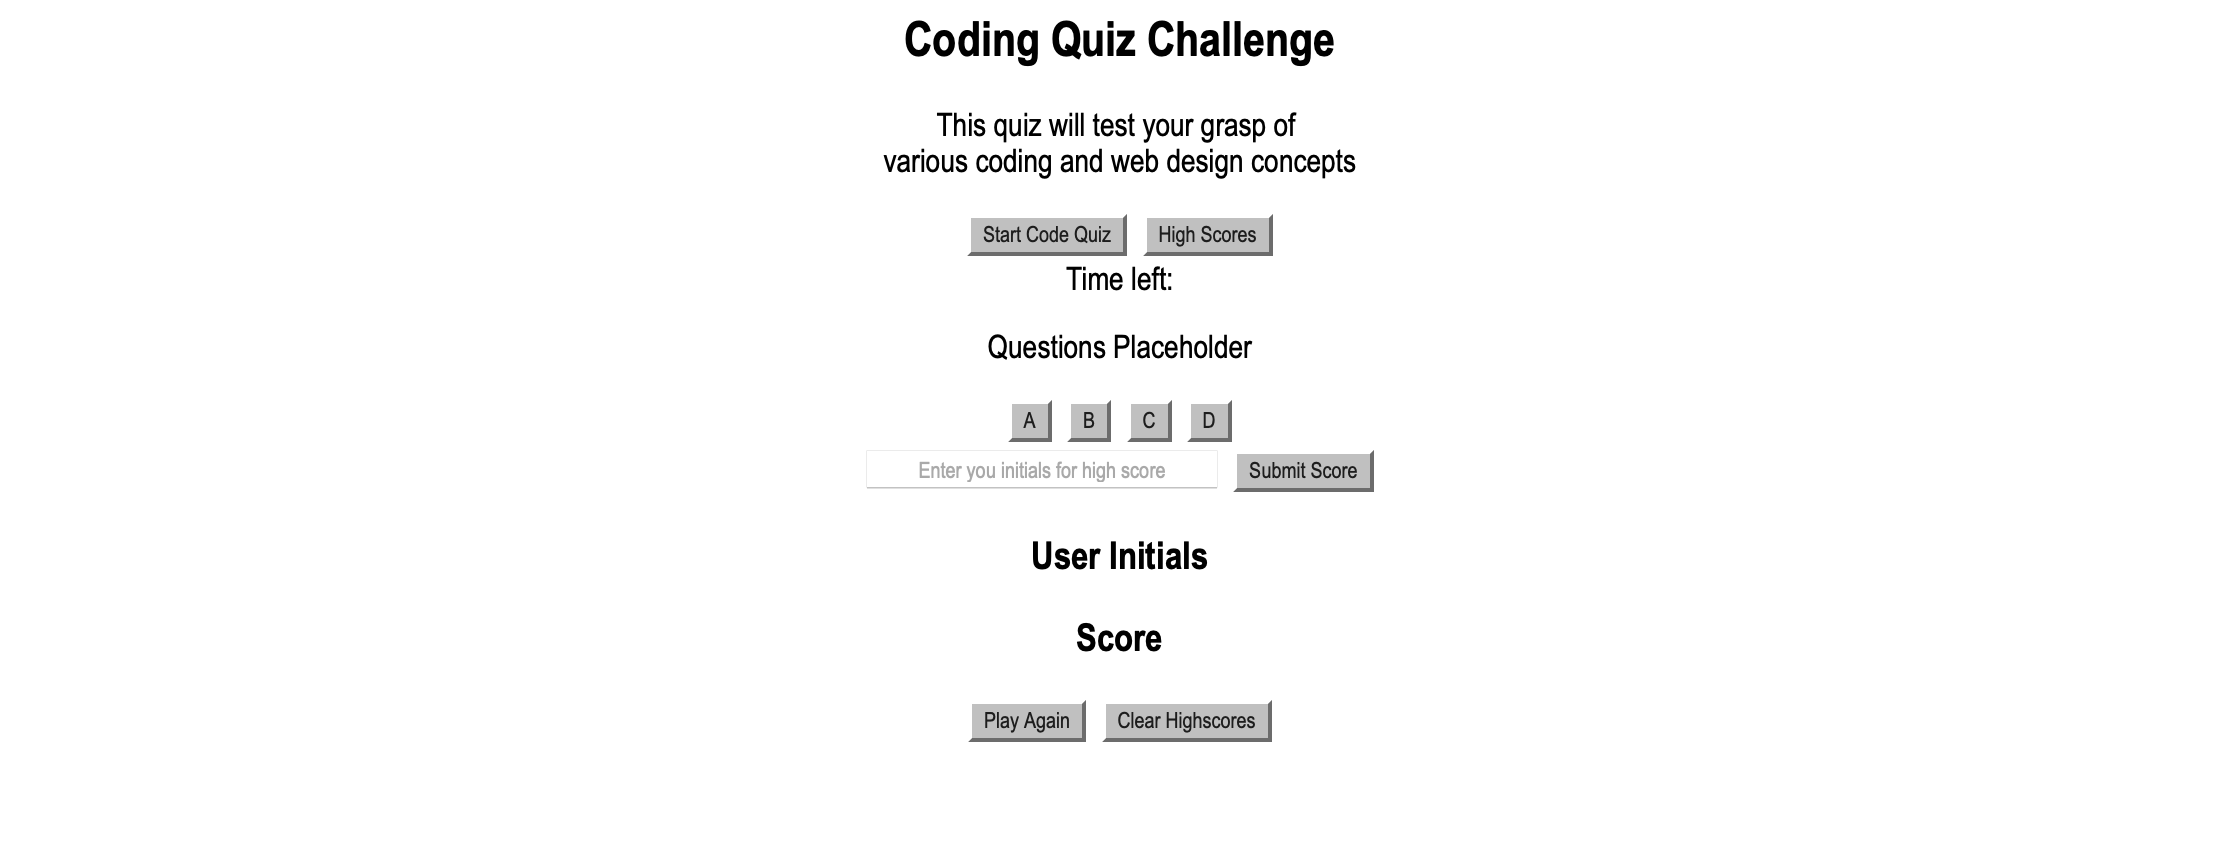 Coding Quiz Challenge
This quiz will test your grasp of
various coding and web design concepts
Start Code Quiz High Scores
Time left:
Questions Placeholder
A B C D
Enter you initials for high score Submit Score
User Initials
Score
Play Again Clear Highscores